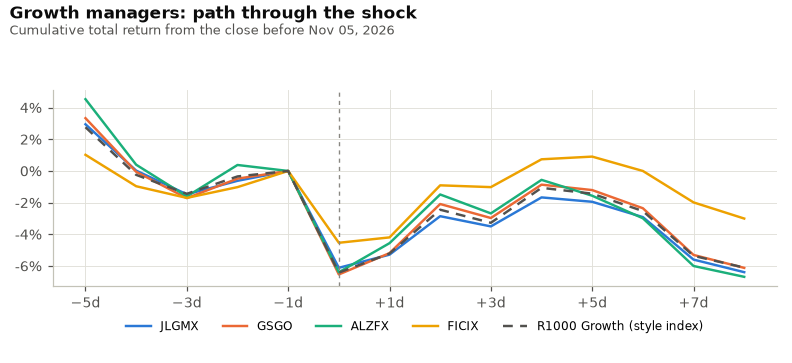 Growth managers: path through the shock
Cumulative total return from the close before Nov 05, 2026
4%
2%
0%
−2%
−4%
−6%
−5d −3d −1d +1d +3d +5d +7d
JLGMX GSGO ALZFX FICIX R1000 Growth (style index)